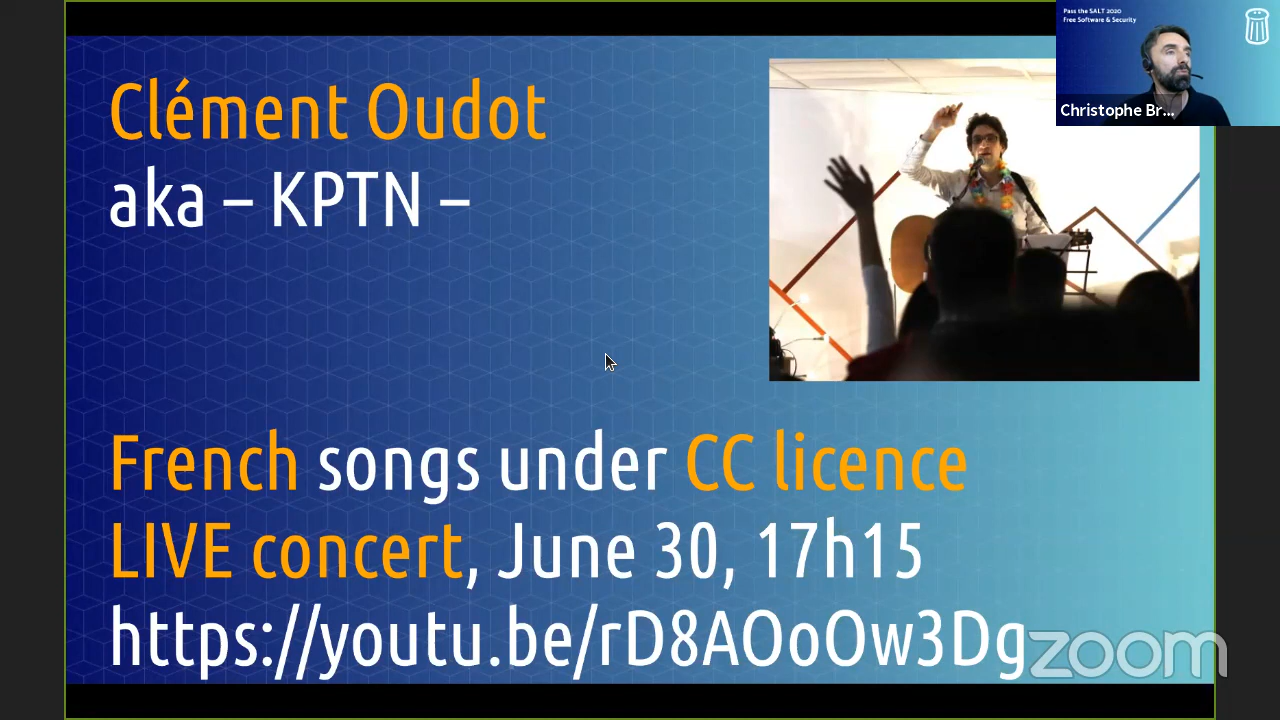 Pass the SALT 2020
Free Software & Security
Christophe Br...
Clément Oudot
aka – KPTN –
French songs under CC licence
LIVE concert, June 30, 17h15
https://youtu.be/rD8AOoOw3Dg
zoom